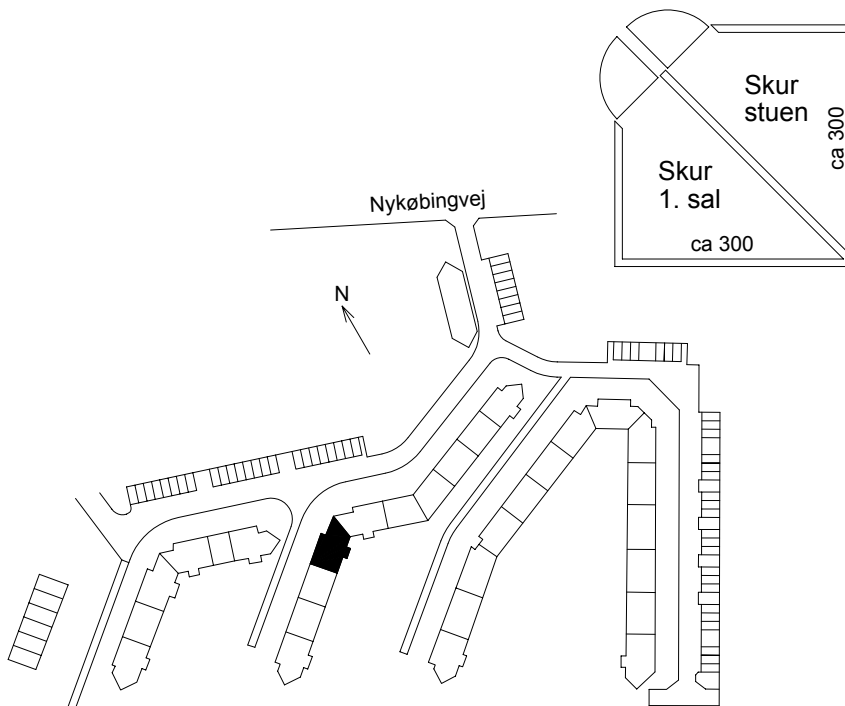 Skur
stuen
ca 300
Skur
1. sal
ca 300
Nykøbingvej
N